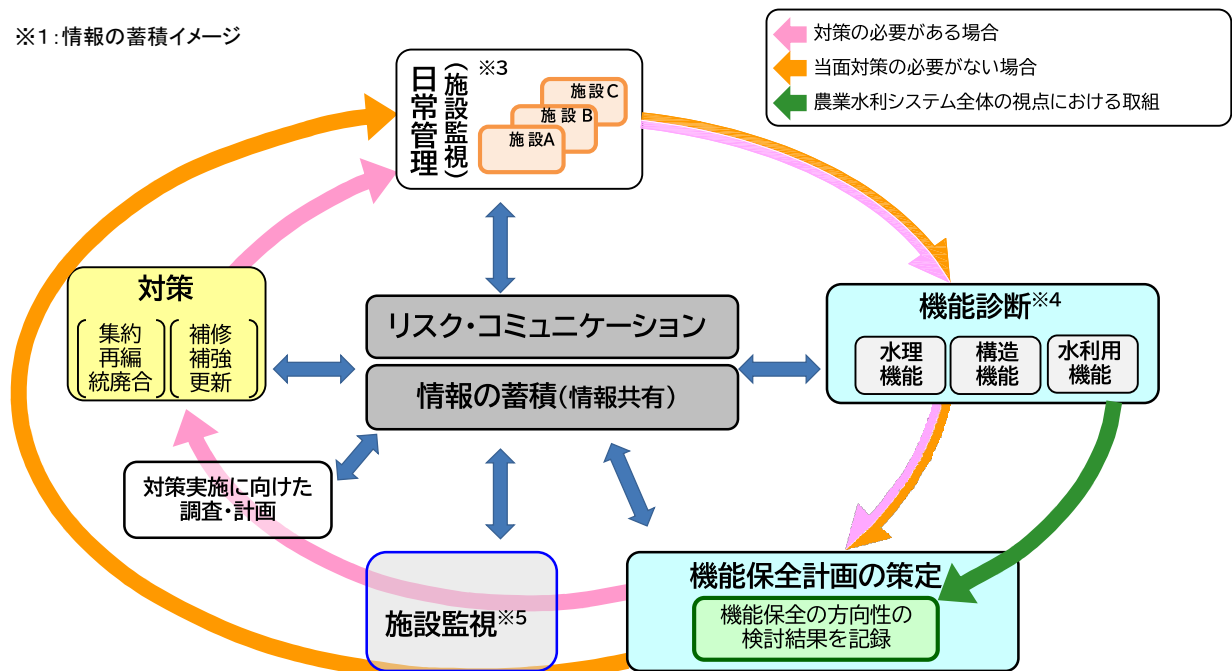 ※1:情報の蓄積イメージ
対策の必要がある場合
当面対策の必要がない場合
農業水利システム全体の視点における取組
日常管理
(施設監視)
※3
施設C
施設B
施設A
対策
集約
再編
統廃合
補修
補強
更新
リスク・コミュニケーション
情報の蓄積(情報共有)
機能診断※4
水理
機能
構造
機能
水利用
機能
対策実施に向けた
調査・計画
施設監視※5
機能保全計画の策定
機能保全の方向性の
検討結果を記録